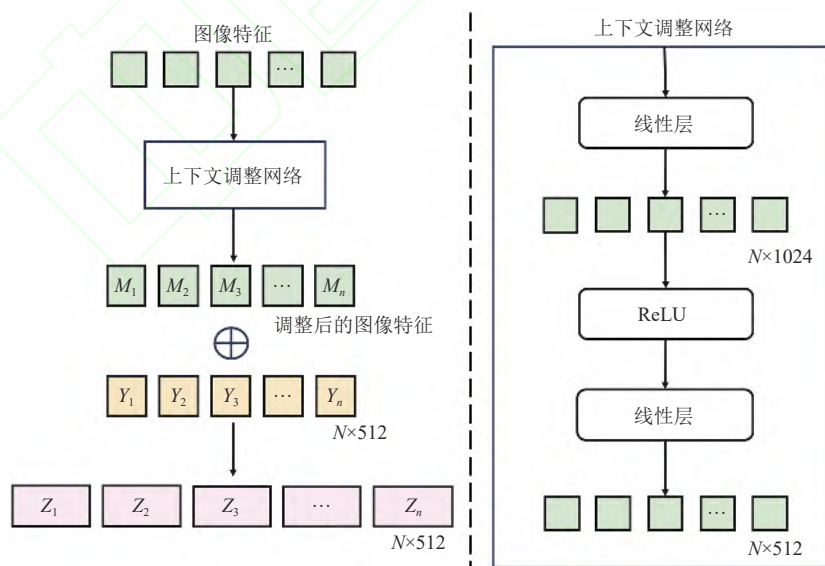 图像特征
…
上下文调整网络
M₁ M₂ M₃ … Mₙ
调整后的图像特征
⊕
Y₁ Y₂ Y₃ … Yₙ
N×512
Z₁ Z₂ Z₃ … Zₙ
N×512
上下文调整网络
线性层
…
N×1024
ReLU
线性层
…
N×512